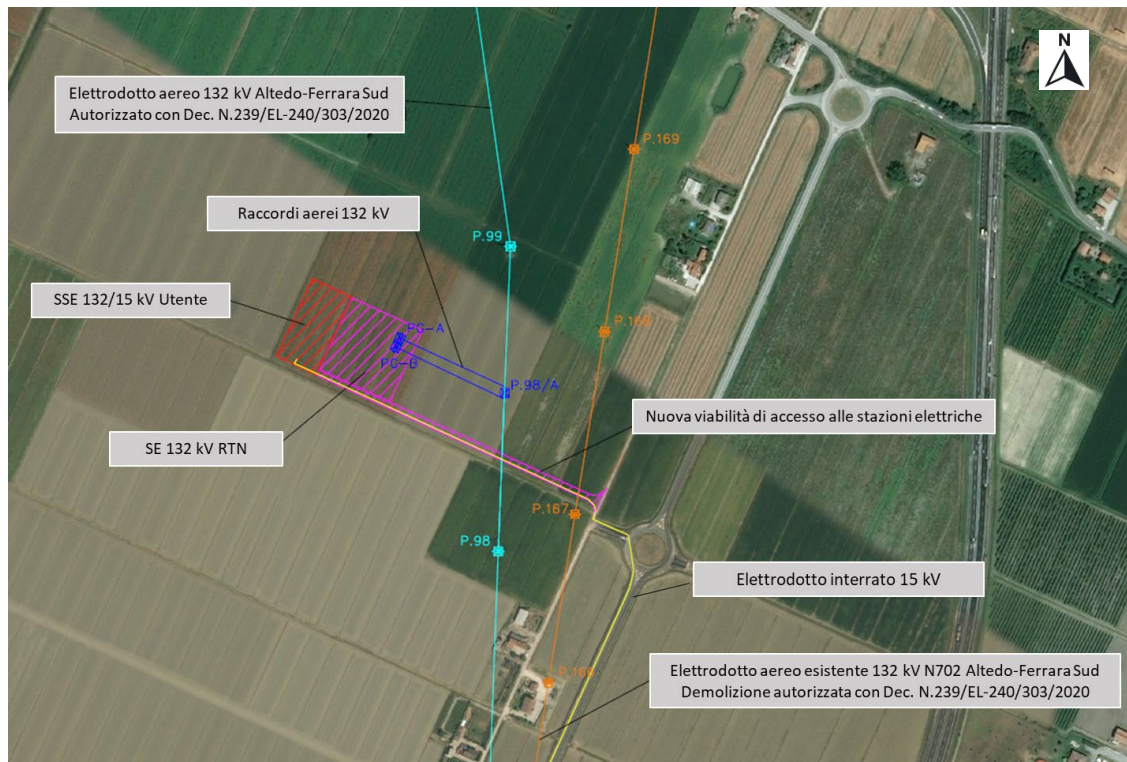 N
Elettrodotto aereo 132 kV Altedo-Ferrara Sud
Autorizzato con Dec. N.239/EL-240/303/2020
P.169
Raccordi aerei 132 kV
P.99
SSE 132/15 kV Utente
P.168
PG-A
PG-B
P.98/A
Nuova viabilità di accesso alle stazioni elettriche
SE 132 kV RTN
P.167
P.98
Elettrodotto interrato 15 kV
Elettrodotto aereo esistente 132 kV N702 Altedo-Ferrara Sud
Demolizione autorizzata con Dec. N.239/EL-240/303/2020
P.166